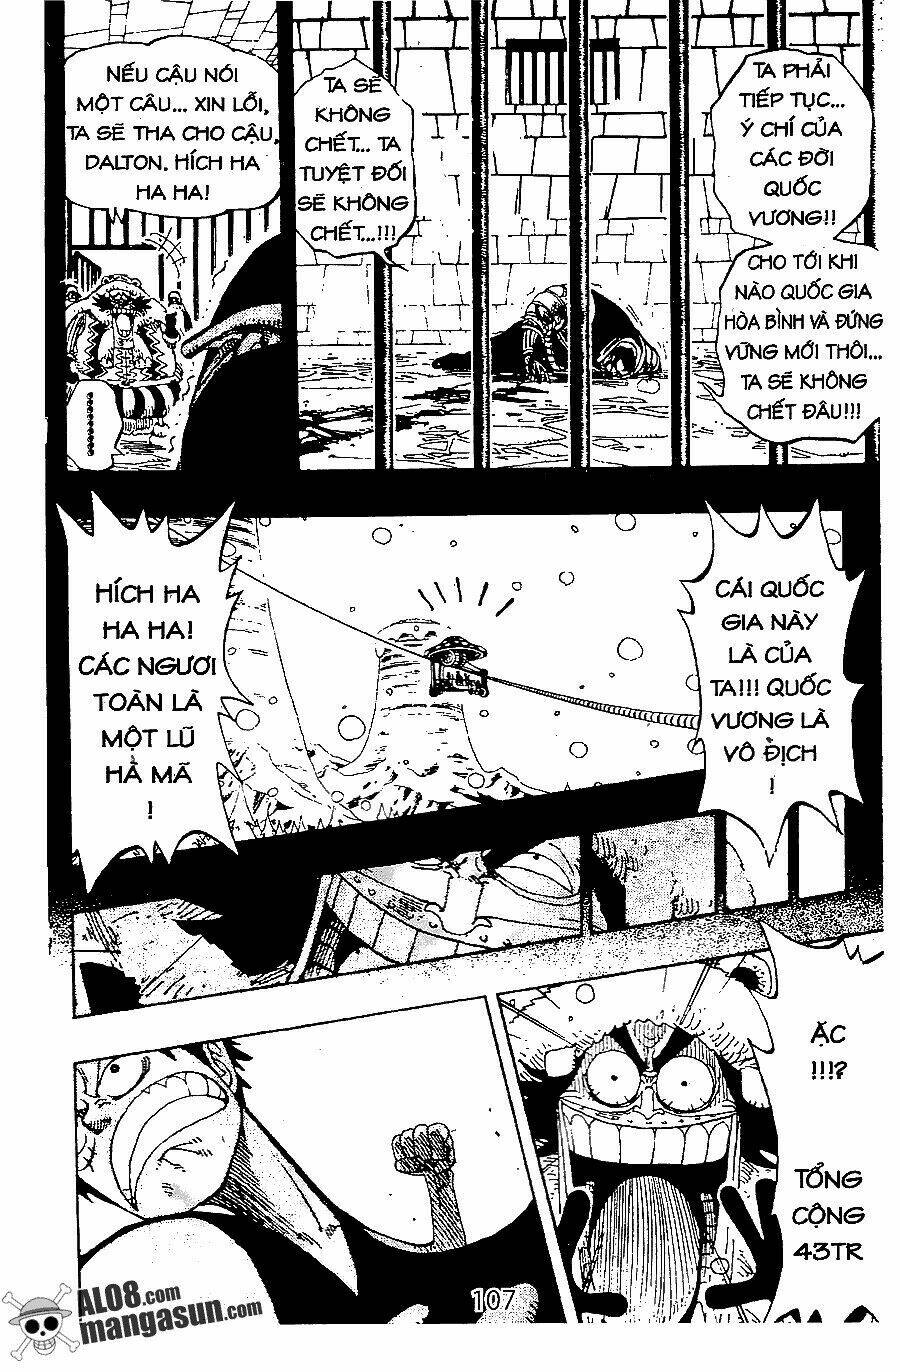 NẾU CẬU NÓI
MỘT CÂU... XIN LỖI,
TA SẼ THA CHO CẬU,
DALTON. HÍCH HA
HA HA!
TA SẼ
KHÔNG
CHẾT... TA
TUYỆT ĐỐI
SẼ KHÔNG
CHẾT...!!!
TA PHẢI
TIẾP TỤC...
Ý CHÍ CỦA
CÁC ĐỜI
QUỐC
VƯƠNG!!
CHO TỚI KHI
NÀO QUỐC GIA
HÒA BÌNH VÀ ĐỨNG
VỮNG MỚI THÔI...
TA SẼ KHÔNG
CHẾT ĐÂU!!!
HÍCH HA
HA HA!
CÁC NGƯƠI
TOÀN LÀ
MỘT LŨ
HÀ MÃ
!
CÁI QUỐC
GIA NÀY
LÀ CỦA
TA!!! QUỐC
VƯƠNG LÀ
VÔ ĐỊCH
!
ẶC
!!!?
TỔNG
CỘNG
43TR
107
ALO8.com
mangasun.com